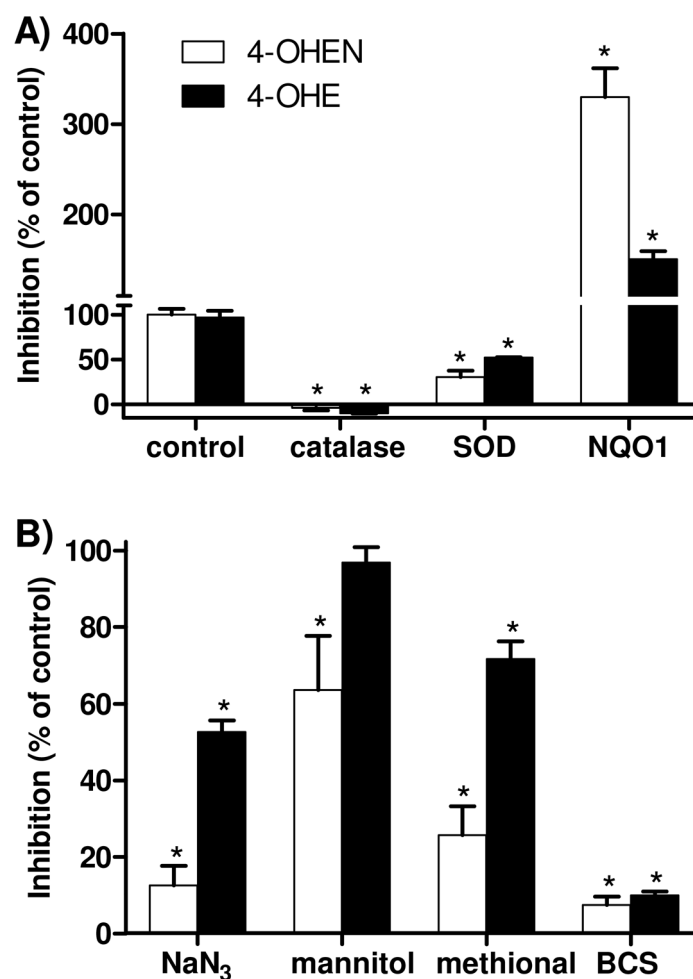 A)
Inhibition (% of control)
400
300
200
100
50
0
4-OHEN
4-OHE
*
*
*
*
*
*
control
catalase
SOD
NQO1
B)
Inhibition (% of control)
100
80
60
40
20
0
*
*
*
*
*
*
*
NaN₃
mannitol
methional
BCS